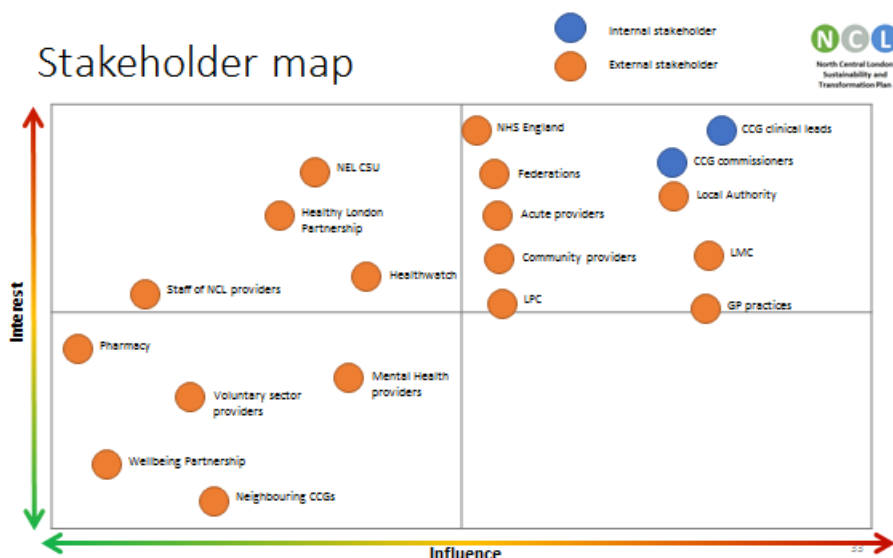 Stakeholder map
Internal stakeholder
External stakeholder
N C L
North Central London
Sustainability and
Transformation Plan
NHS England
CCG clinical leads
NEL CSU
CCG commissioners
Federations
Local Authority
Healthy London
Partnership
Acute providers
Community providers
LMC
Healthwatch
Staff of NCL providers
LPC
GP practices
Interest
Pharmacy
Mental Health
providers
Voluntary sector
providers
Wellbeing Partnership
Neighbouring CCGs
Influence